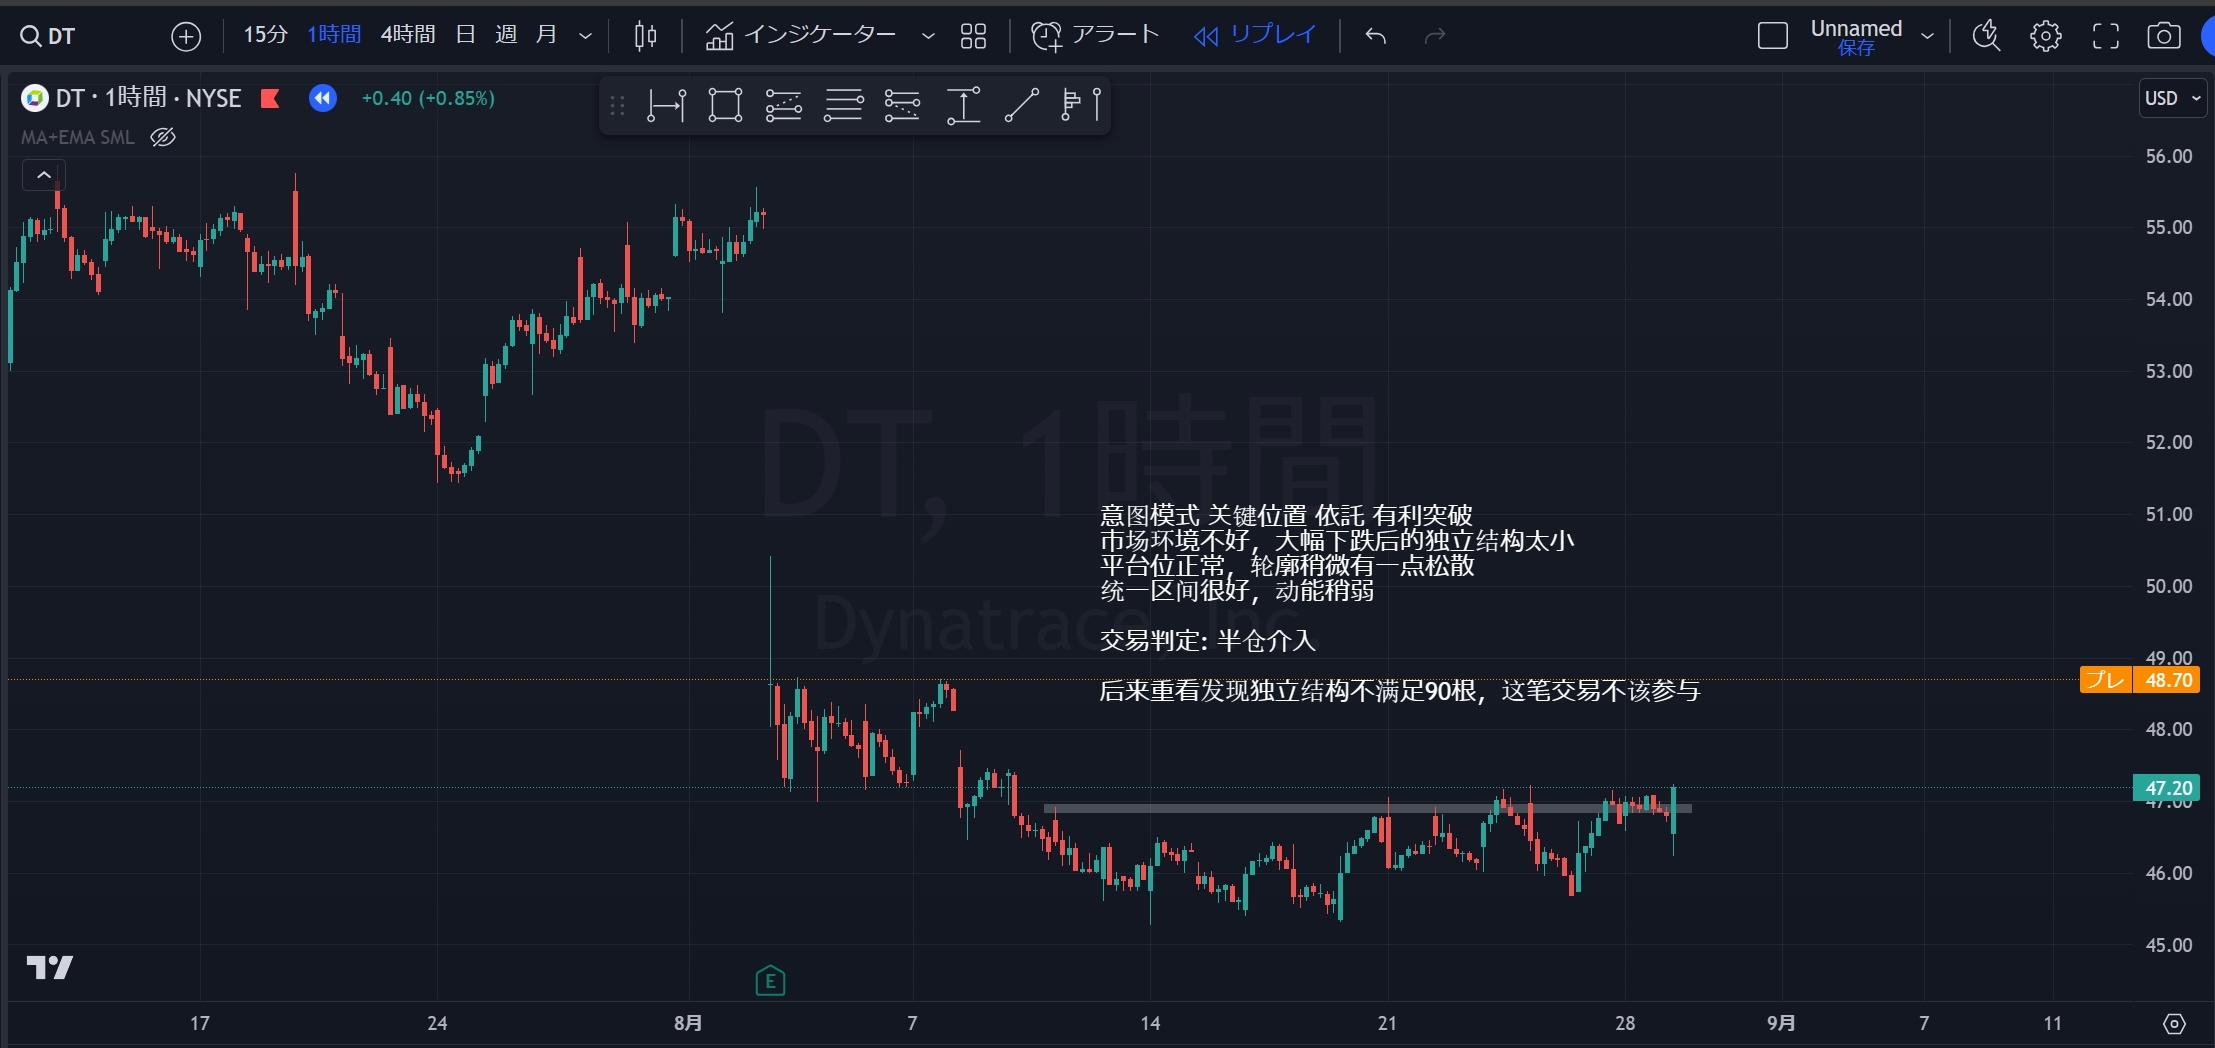 DT
15分 1時間 4時間 日 週 月
インジケーター
アラート
リプレイ
Unnamed
保存
DT · 1時間 · NYSE
+0.40 (+0.85%)
USD
MA+EMA SML
56.00
55.00
54.00
53.00
52.00
51.00
50.00
49.00
48.00
47.00
46.00
45.00
DT, 1時間
Dynatrace, Inc.
意图模式 关键位置 依託 有利突破
市场环境不好，大幅下跌后的独立结构太小
平台位正常，轮廓稍微有一点松散
统一区间很好，动能稍弱
交易判定: 半仓介入
后来重看发现独立结构不满足90根，这笔交易不该参与
プレ 48.70
47.20
E
17 24 8月 7 14 21 28 9月 7 11